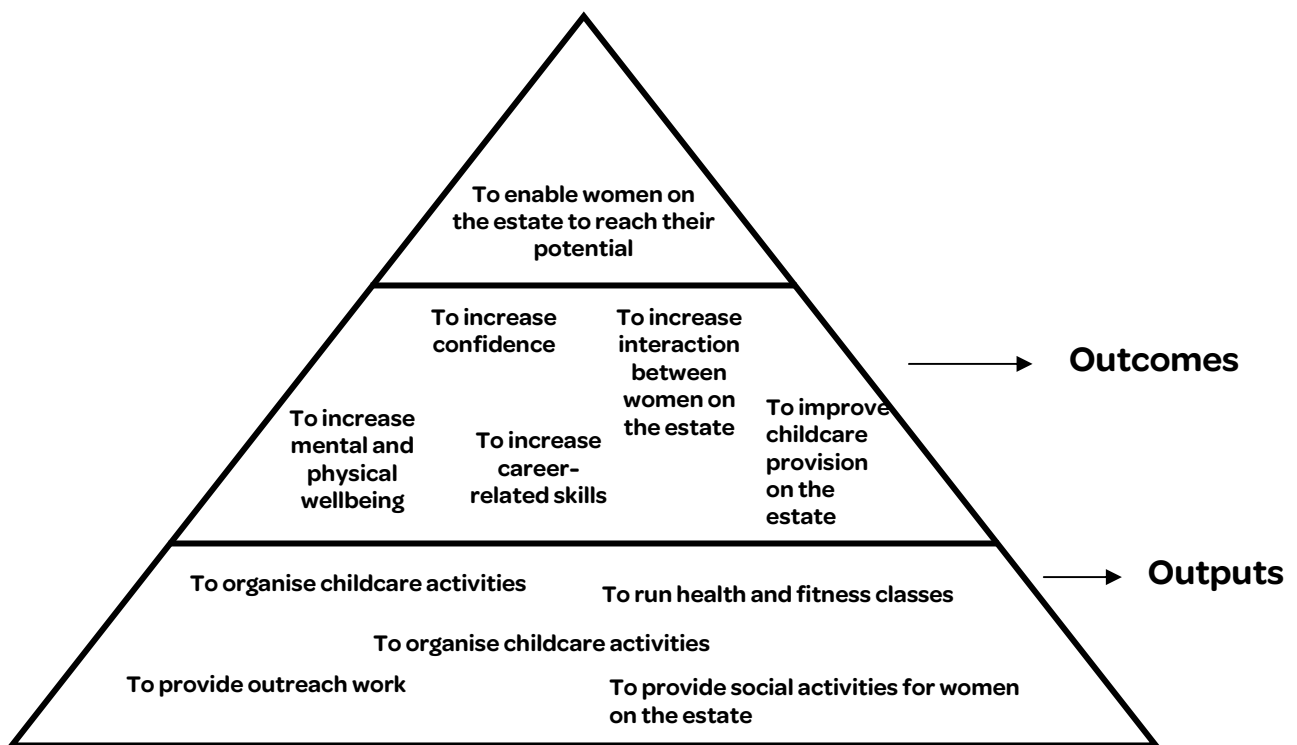 To enable women on
the estate to reach their
potential
To increase
confidence
To increase
interaction
between
women on
the estate
To increase
mental and
physical
wellbeing
To increase
career-
related skills
To improve
childcare
provision
on the
estate
Outcomes
To organise childcare activities
To run health and fitness classes
To organise childcare activities
To provide outreach work
To provide social activities for women
on the estate
Outputs